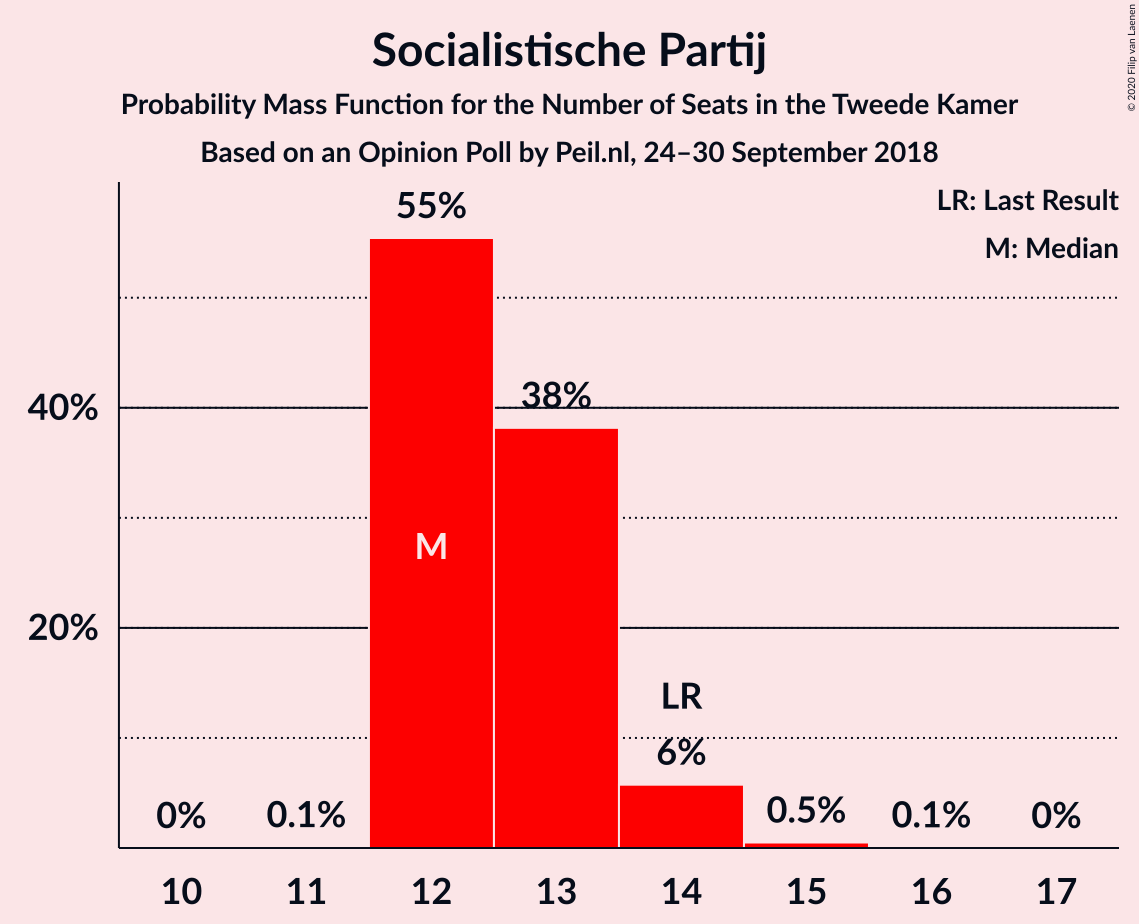 Socialistische Partij
Probability Mass Function for the Number of Seats in the Tweede Kamer
Based on an Opinion Poll by Peil.nl, 24–30 September 2018
© 2020 Filip van Laenen
LR: Last Result
M: Median
55%
38%
40%
M
20%
LR
6%
0%
0.1%
0.5%
0.1%
0%
10
11
12
13
14
15
16
17